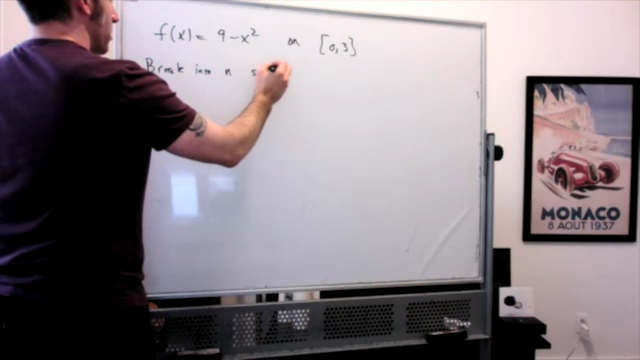 f(x) = 9 - x² on [0,3]
Break into n s
MONACO
8 AOUT 1937